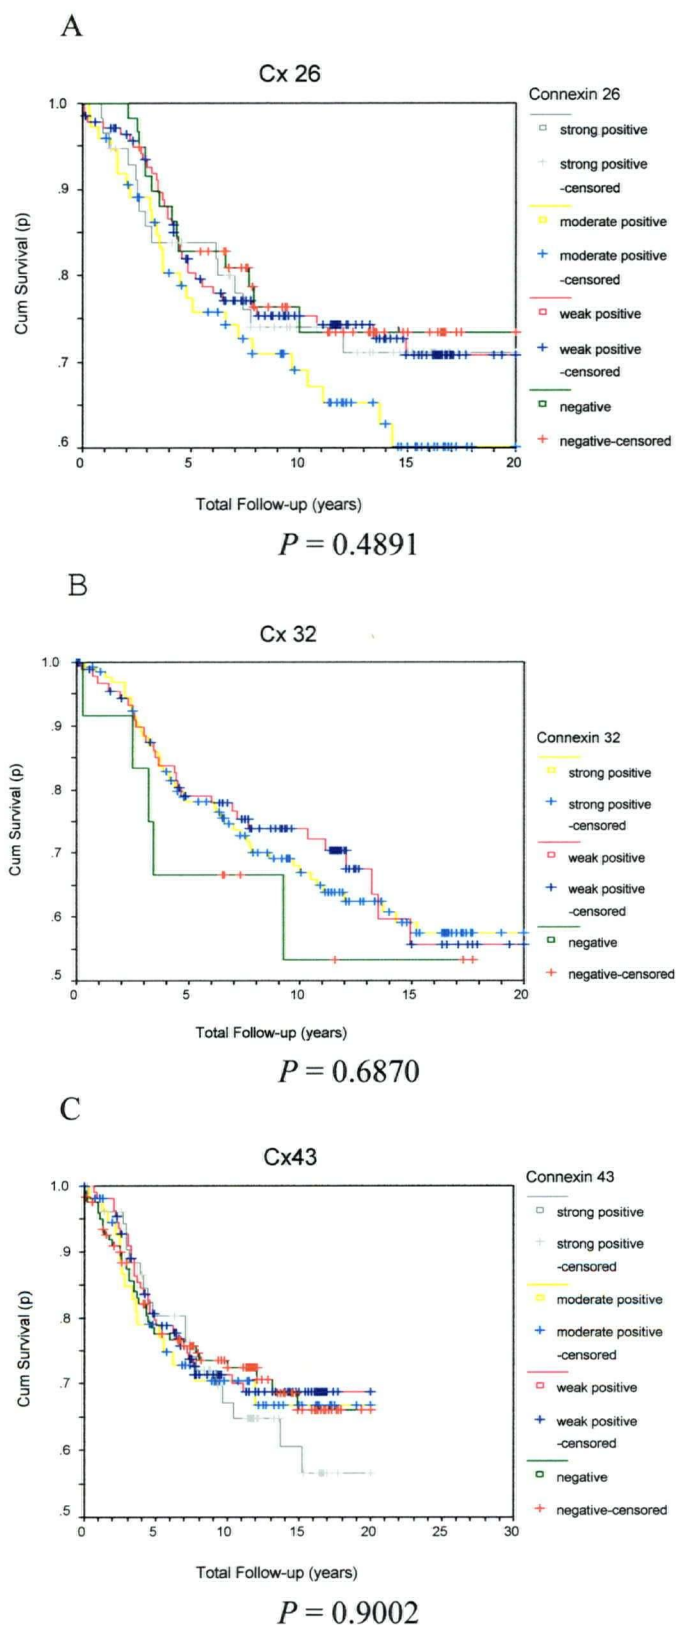 A
Cx 26
Connexin 26
strong positive
strong positive
-censored
moderate positive
moderate positive
-censored
weak positive
weak positive
-censored
negative
negative-censored
Cum Survival (p)
1.0
.9
.8
.7
.6
0
5
10
15
20
Total Follow-up (years)
P = 0.4891
B
Cx 32
Connexin 32
strong positive
strong positive
-censored
weak positive
weak positive
-censored
negative
negative-censored
Cum Survival (p)
1.0
.9
.8
.7
.6
.5
0
5
10
15
20
Total Follow-up (years)
P = 0.6870
C
Cx43
Connexin 43
strong positive
strong positive
-censored
moderate positive
moderate positive
-censored
weak positive
weak positive
-censored
negative
negative-censored
Cum Survival (p)
1.0
.9
.8
.7
.6
.5
0
5
10
15
20
25
30
Total Follow-up (years)
P = 0.9002